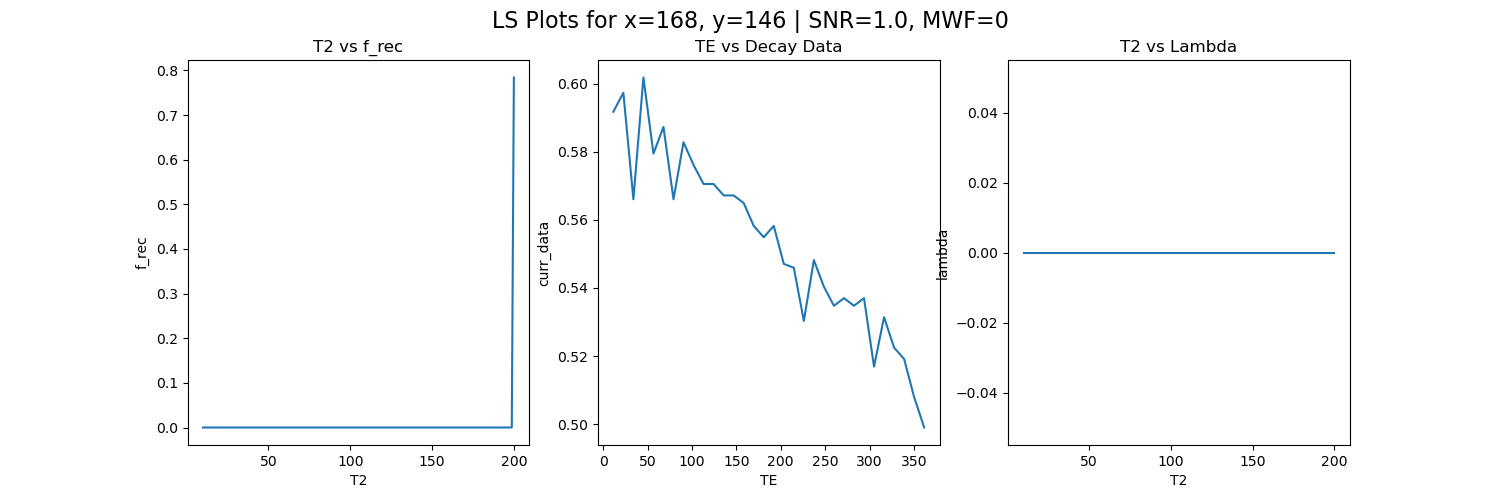 LS Plots for x=168, y=146 | SNR=1.0, MWF=0
T2 vs f_rec
0.8
0.7
0.6
0.5
0.4
0.3
0.2
0.1
0.0
f_rec
50 100 150 200
T2
TE vs Decay Data
0.60
0.58
0.56
0.54
0.52
0.50
curr_data
0 50 100 150 200 250 300 350
TE
T2 vs Lambda
0.04
0.02
0.00
−0.02
−0.04
lambda
50 100 150 200
T2